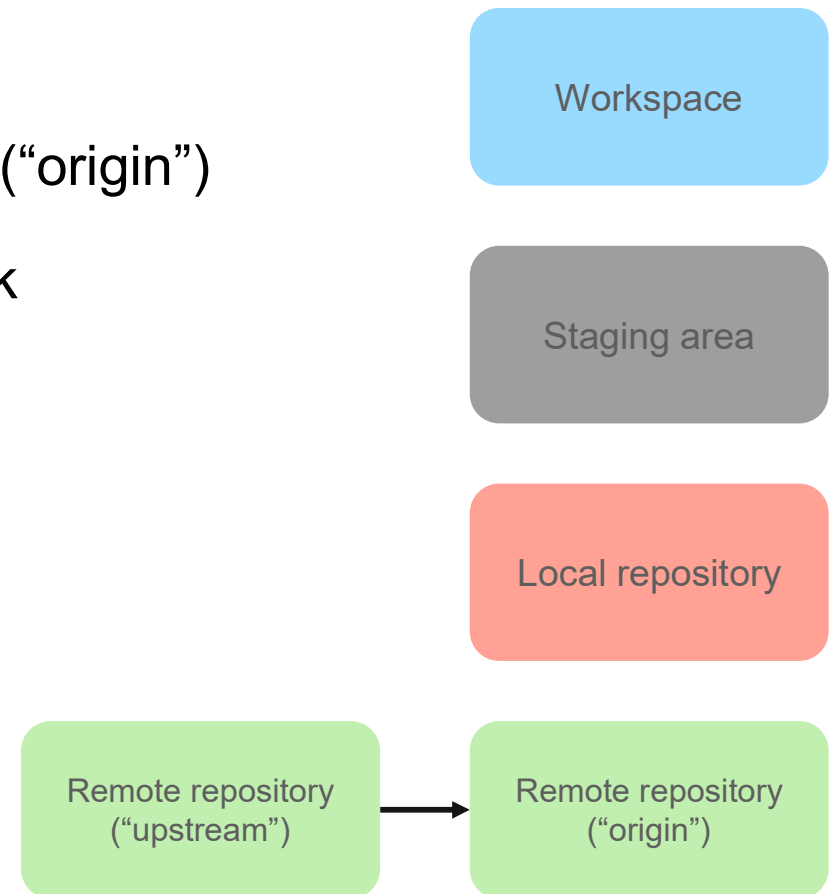 Workspace
(“origin”)
k
Staging area
Local repository
Remote repository
(“upstream”)
Remote repository
(“origin”)